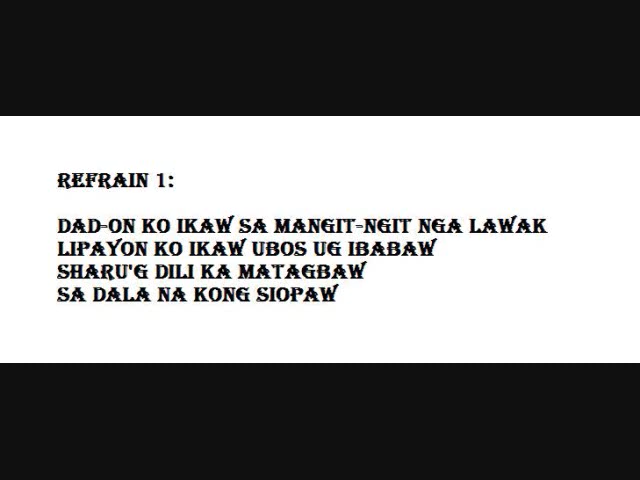 REFRAIN 1:
DAD-ON KO IKAW SA MANGIT-NGIT NGA LAWAK
LIPAYON KO IKAW UBOS UG IBABAW
SHARU'G DILI KA MATAGBAW
SA DALA NA KONG SIOPAW